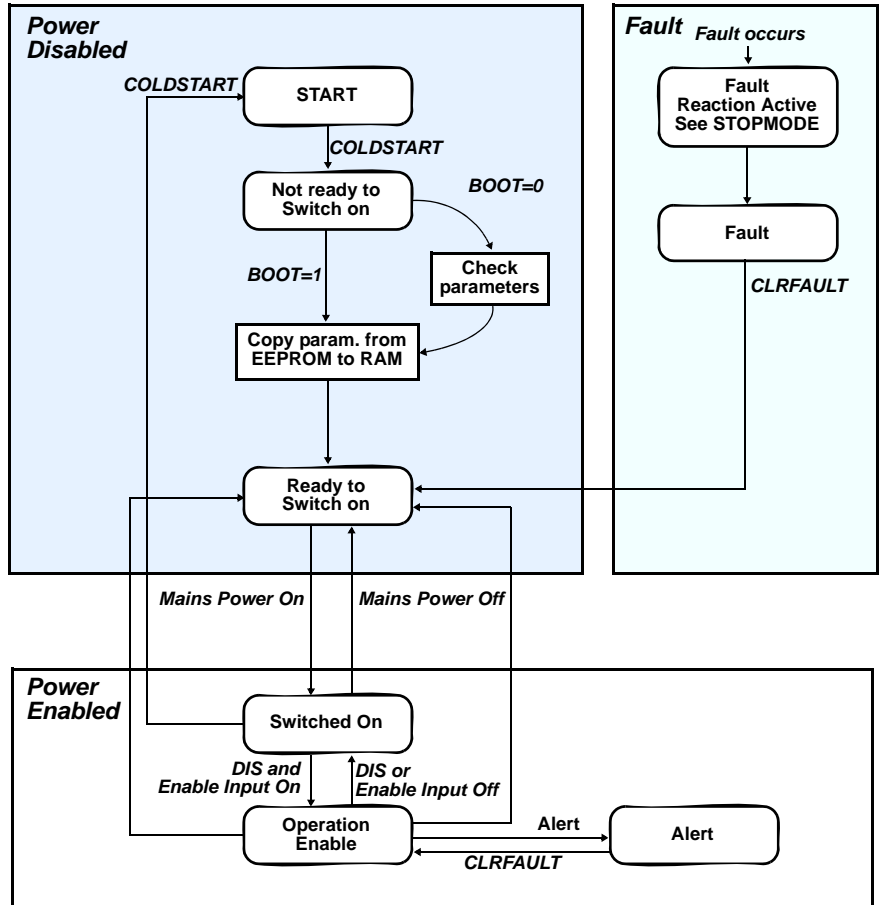 Power
Disabled
COLDSTART
START
COLDSTART
Not ready to
Switch on
BOOT=0
BOOT=1
Check
parameters
Copy param. from
EEPROM to RAM
Ready to
Switch on
Fault
Fault occurs
Fault
Reaction Active
See STOPMODE
Fault
CLRFAULT
Mains Power On
Mains Power Off
Power
Enabled
Switched On
DIS and
Enable Input On
DIS or
Enable Input Off
Operation
Enable
Alert
Alert
CLRFAULT